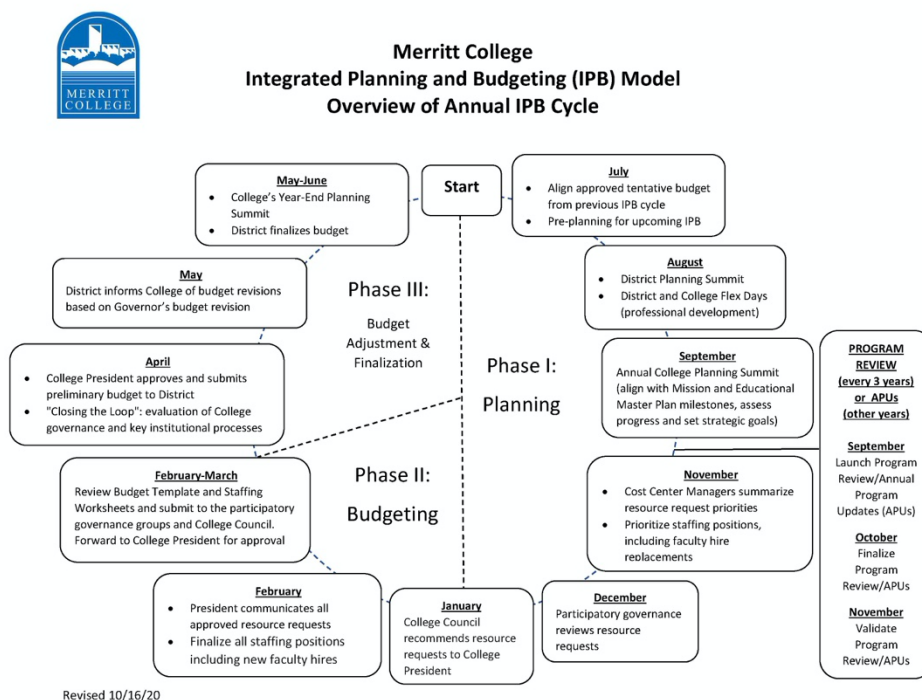 MERRITT
COLLEGE
Merritt College
Integrated Planning and Budgeting (IPB) Model
Overview of Annual IPB Cycle
Start
July
• Align approved tentative budget
from previous IPB cycle
• Pre-planning for upcoming IPB
August
• District Planning Summit
• District and College Flex Days
(professional development)
September
Annual College Planning Summit
(align with Mission and Educational
Master Plan milestones, assess
progress and set strategic goals)
November
• Cost Center Managers summarize
resource request priorities
• Prioritize staffing positions,
including faculty hire
replacements
December
Participatory governance
reviews resource
requests
January
College Council
recommends resource
requests to College
President
February
• President communicates all
approved resource requests
• Finalize all staffing positions
including new faculty hires
February-March
Review Budget Template and Staffing
Worksheets and submit to the participatory
governance groups and College Council.
Forward to College President for approval
April
• College President approves and submits
preliminary budget to District
• "Closing the Loop": evaluation of College
governance and key institutional processes
May
District informs College of budget revisions
based on Governor's budget revision
May-June
• College's Year-End Planning
Summit
• District finalizes budget
Phase I:
Planning
Phase II:
Budgeting
Phase III:
Budget
Adjustment &
Finalization
PROGRAM
REVIEW
(every 3 years)
or APUs
(other years)
September
Launch Program
Review/Annual
Program
Updates (APUs)
October
Finalize
Program
Review/APUs
November
Validate
Program
Review/APUs
Revised 10/16/20